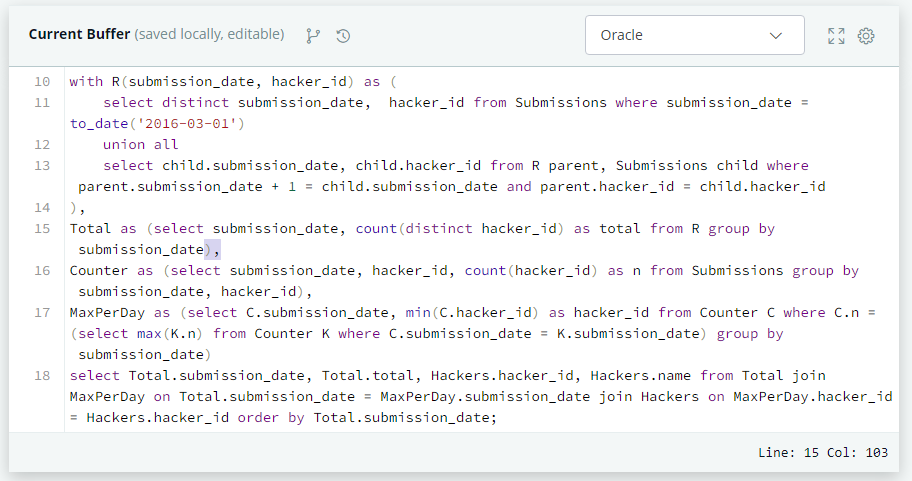 Current Buffer (saved locally, editable)
Oracle
10 with R(submission_date, hacker_id) as (
11 select distinct submission_date,  hacker_id from Submissions where submission_date =
to_date('2016-03-01')
12 union all
13 select child.submission_date, child.hacker_id from R parent, Submissions child where
parent.submission_date + 1 = child.submission_date and parent.hacker_id = child.hacker_id
14 ),
15 Total as (select submission_date, count(distinct hacker_id) as total from R group by
submission_date),
16 Counter as (select submission_date, hacker_id, count(hacker_id) as n from Submissions group by
submission_date, hacker_id),
17 MaxPerDay as (select C.submission_date, min(C.hacker_id) as hacker_id from Counter C where C.n =
(select max(K.n) from Counter K where C.submission_date = K.submission_date) group by
submission_date)
18 select Total.submission_date, Total.total, Hackers.hacker_id, Hackers.name from Total join
MaxPerDay on Total.submission_date = MaxPerDay.submission_date join Hackers on MaxPerDay.hacker_id
= Hackers.hacker_id order by Total.submission_date;
Line: 15 Col: 103